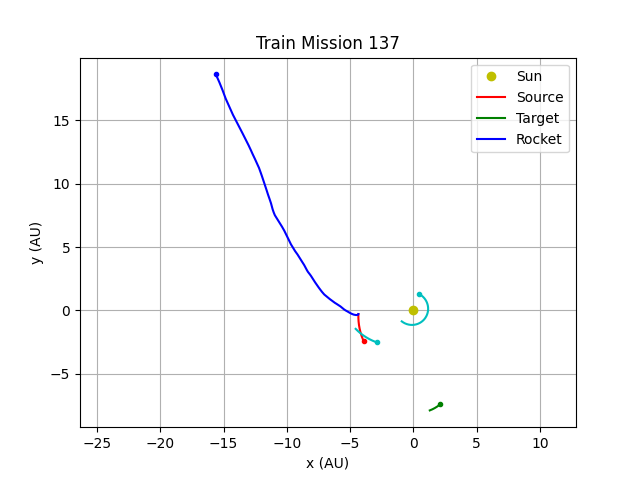 Train Mission 137
Sun
Source
Target
Rocket
y (AU)
15
10
5
0
−5
−25 −20 −15 −10 −5 0 5 10
x (AU)